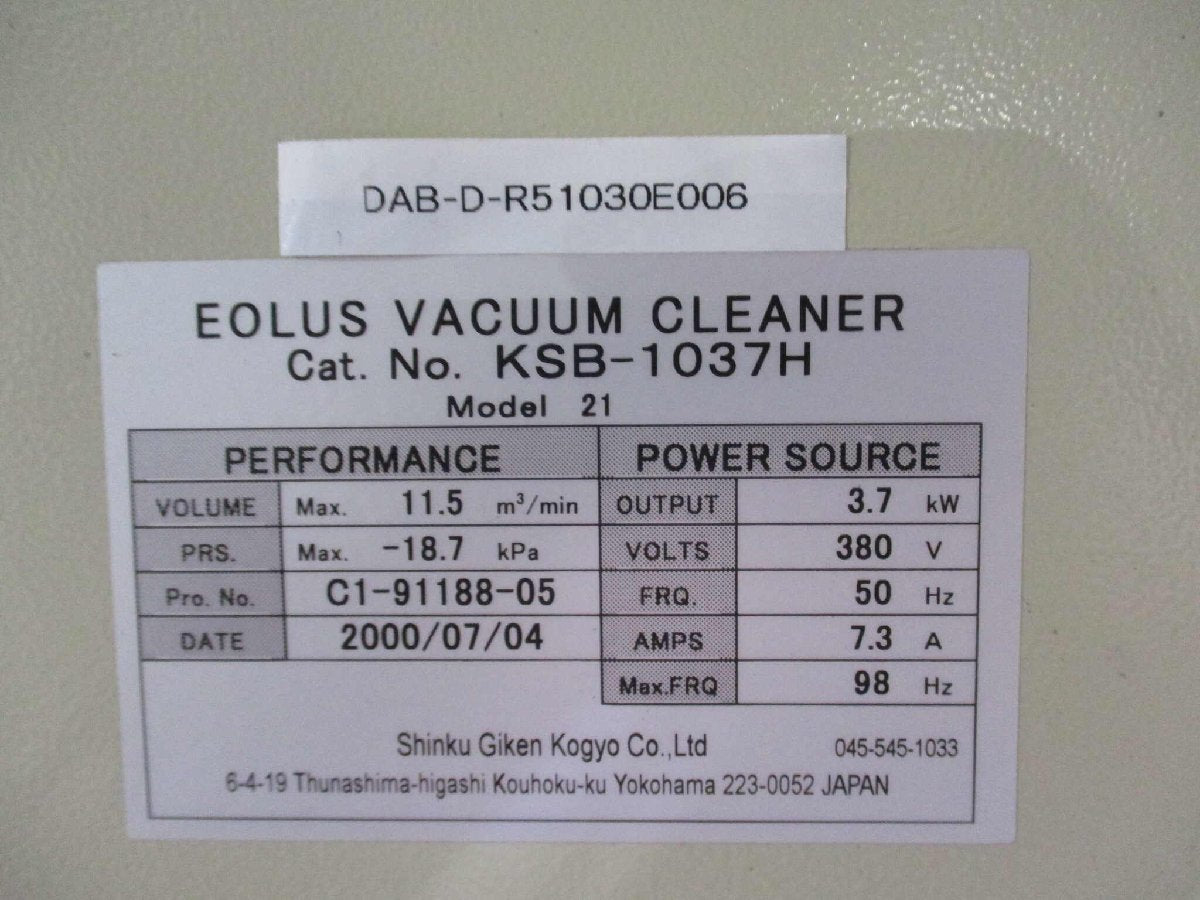 DAB-D-R51030E006
EOLUS VACUUM CLEANER
Cat. No. KSB-1037H
Model 21
PERFORMANCE POWER SOURCE
VOLUME Max. 11.5 m³/min OUTPUT 3.7 kW
PRS. Max. -18.7 kPa VOLTS 380 V
Pro. No. C1-91188-05 FRQ. 50 Hz
DATE 2000/07/04 AMPS 7.3 A
Max.FRQ 98 Hz
Shinku Giken Kogyo Co.,Ltd 045-545-1033
6-4-19 Thunashima-higashi Kouhoku-ku Yokohama 223-0052 JAPAN